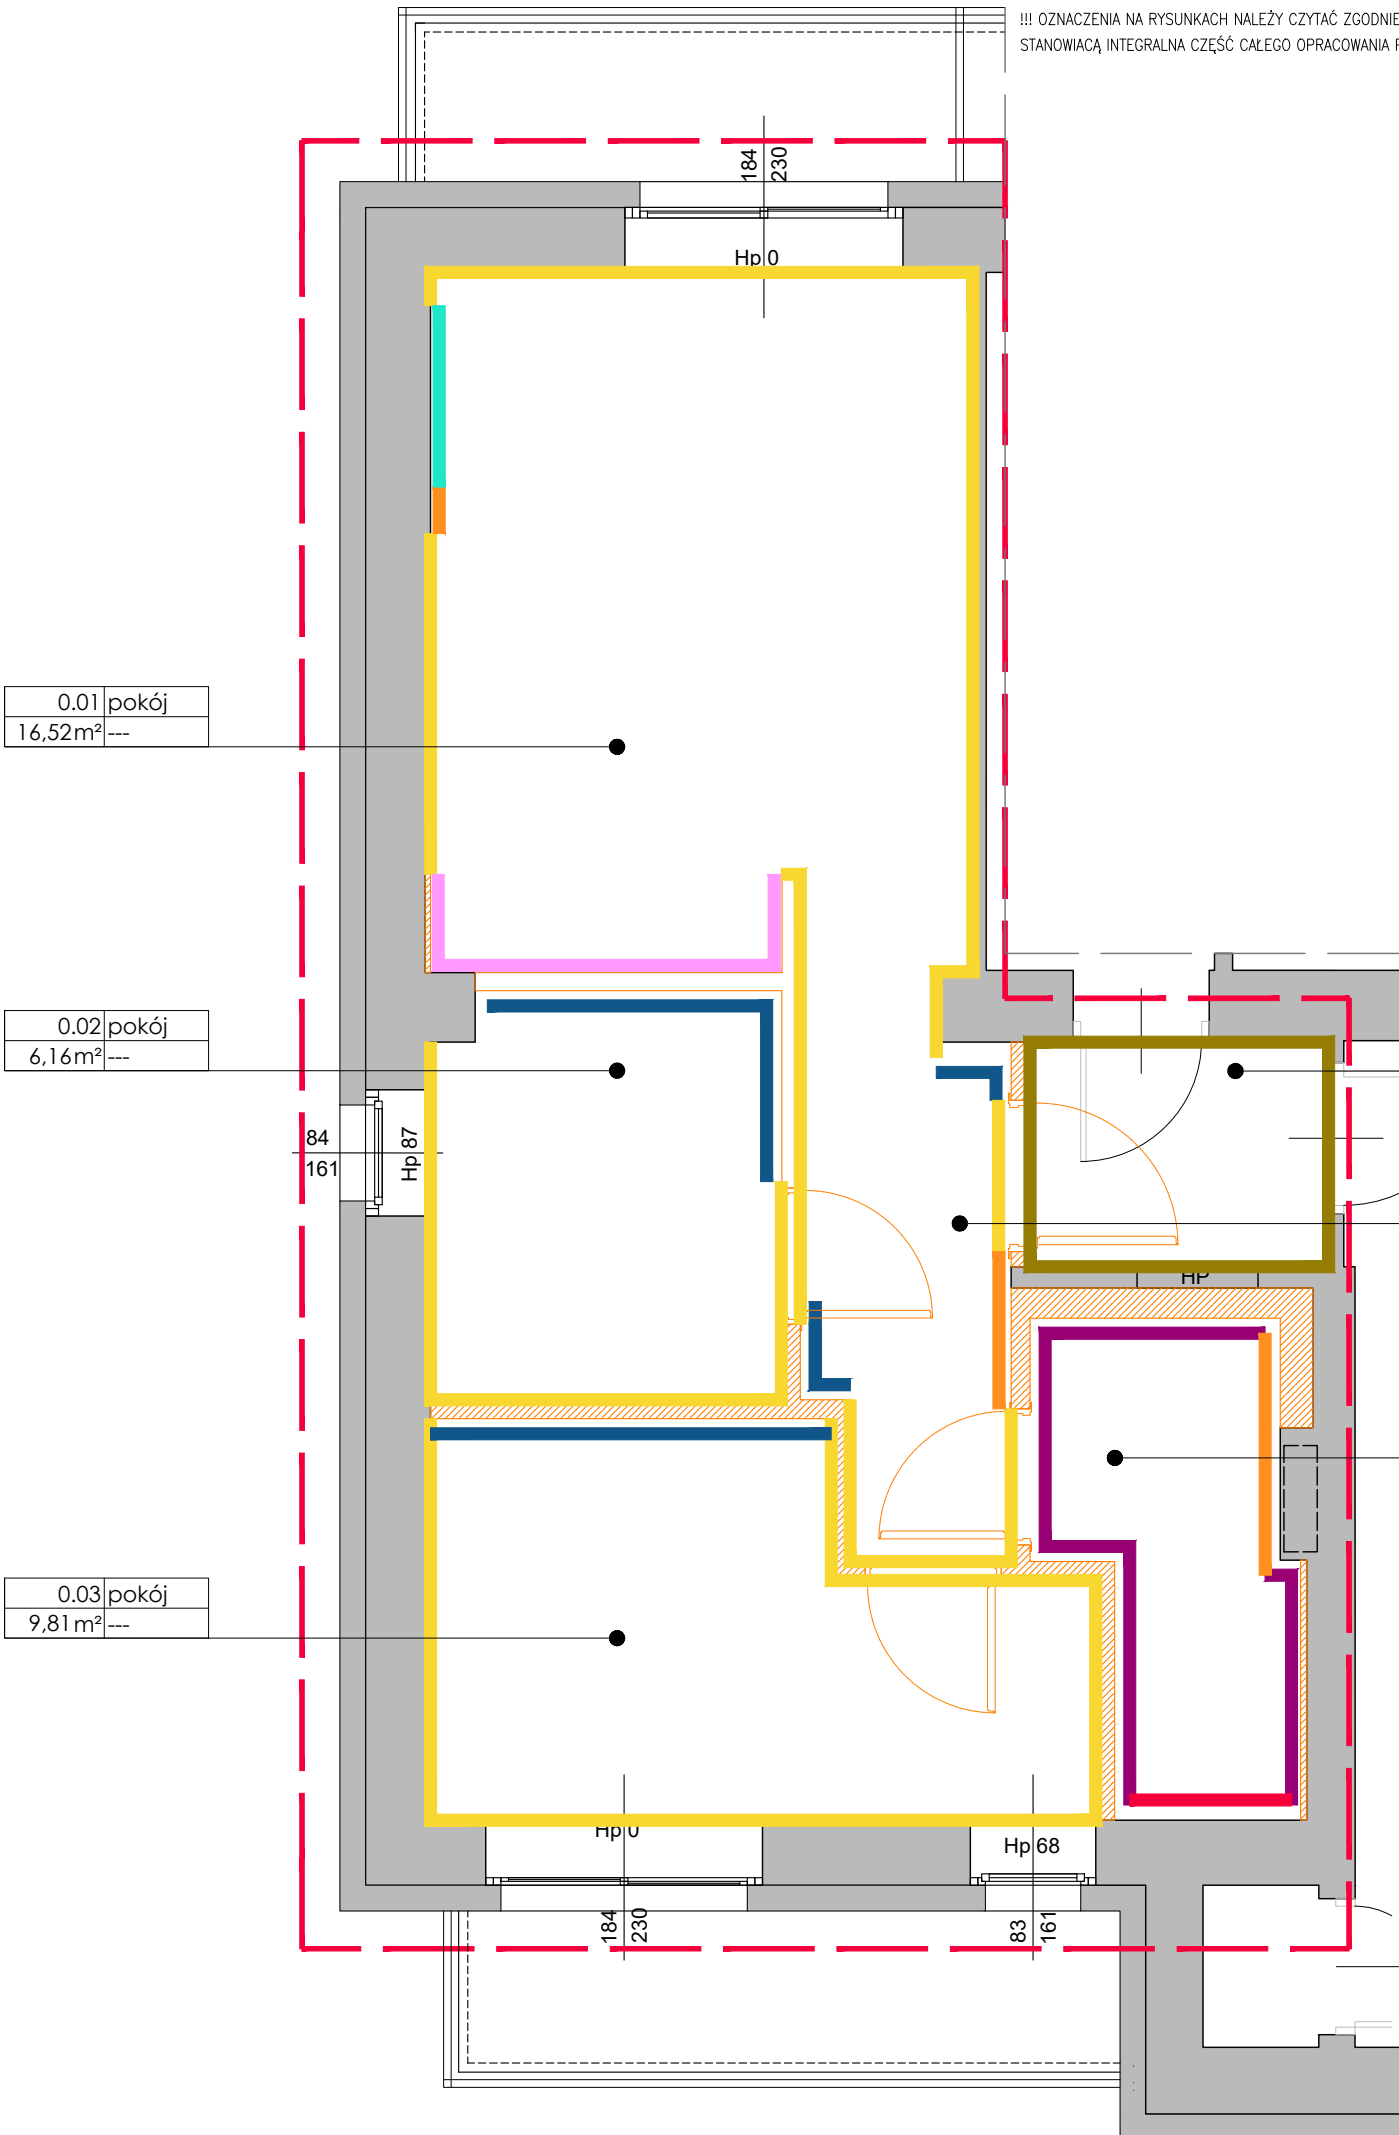 !!! OZNACZENIA NA RYSUNKACH NALEŻY CZYTAĆ ZGODNIE
STANOWIĄCĄ INTEGRALNA CZĘŚĆ CAŁEGO OPRACOWANIA
184
230
Hp 0
0.01 pokój
16,52m² ---
0.02 pokój
6,16m² ---
84
161
Hp 87
HP
0.03 pokój
9,81m² ---
Hp 0
Hp 68
184
230
83
161